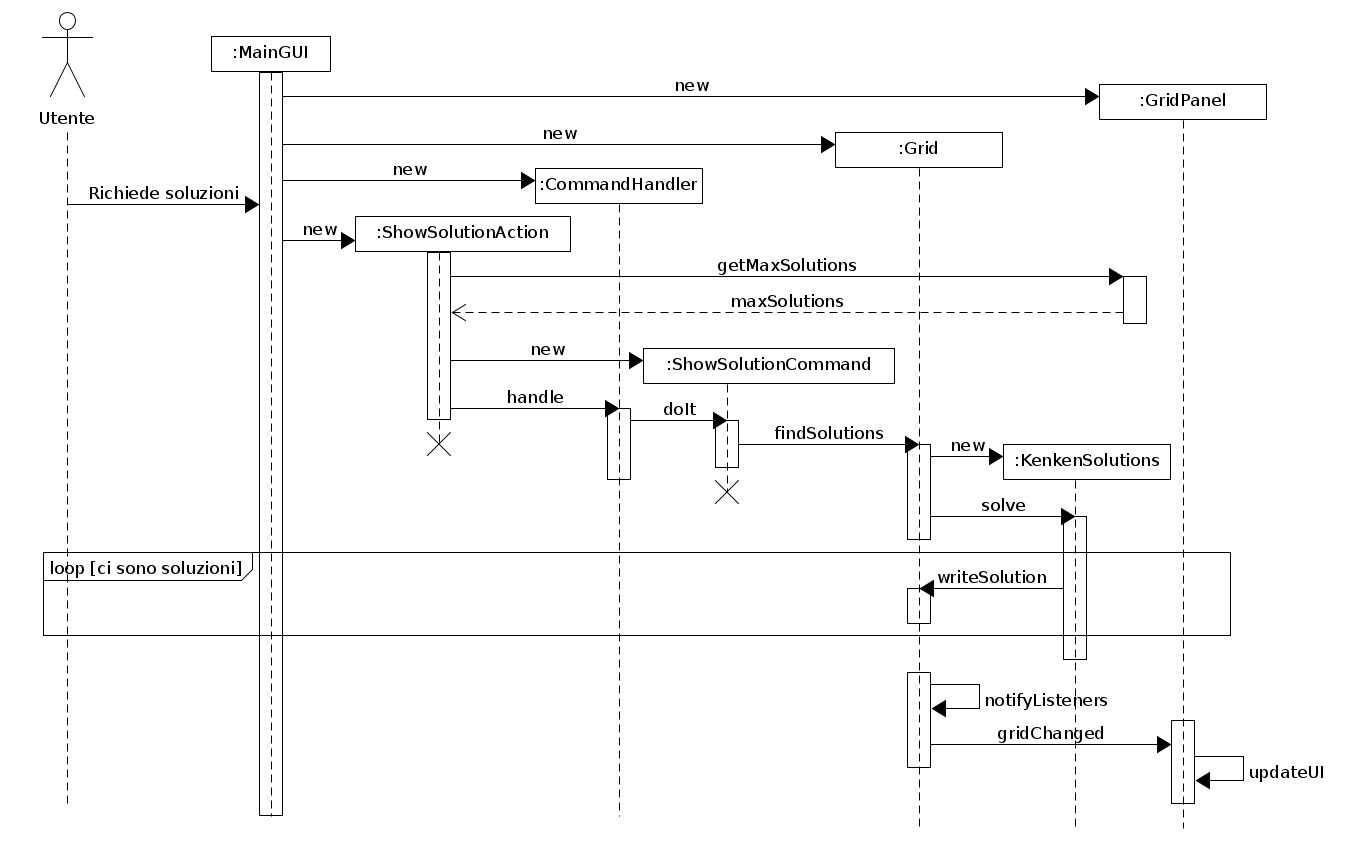 :MainGUI
new
:GridPanel
Utente
new
:Grid
new
:CommandHandler
Richiede soluzioni
new
:ShowSolutionAction
getMaxSolutions
maxSolutions
new
:ShowSolutionCommand
handle
doIt
findSolutions
new
:KenkenSolutions
solve
loop [ci sono soluzioni]
writeSolution
notifyListeners
gridChanged
updateUI